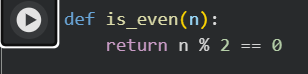 def is_even(n):
    return n % 2 == 0